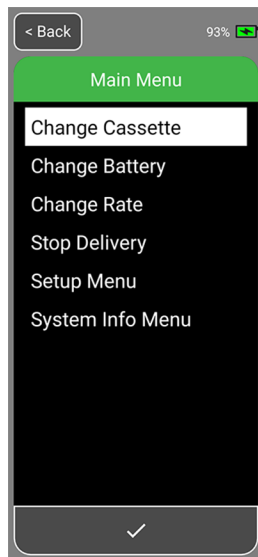 < Back
93%
Main Menu
Change Cassette
Change Battery
Change Rate
Stop Delivery
Setup Menu
System Info Menu